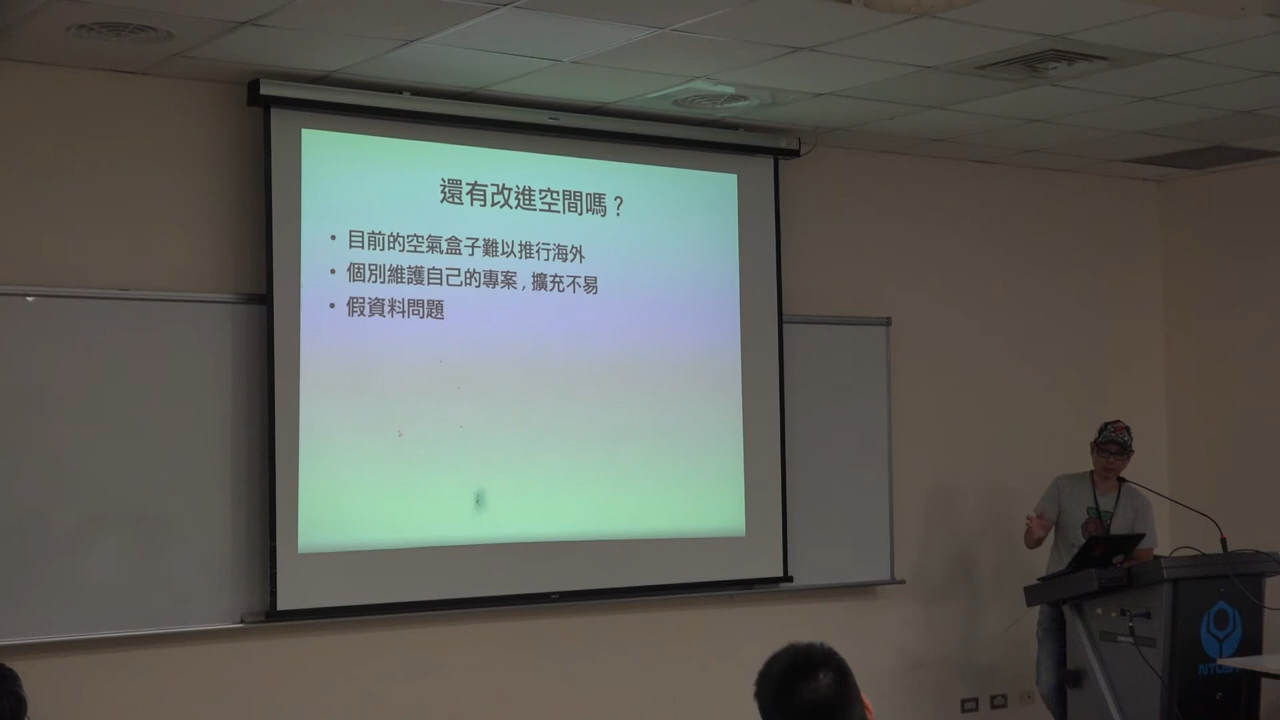 還有改進空間嗎？
• 目前的空氣盒子難以推行海外
• 個別維護自己的專案 , 擴充不易
• 假資料問題